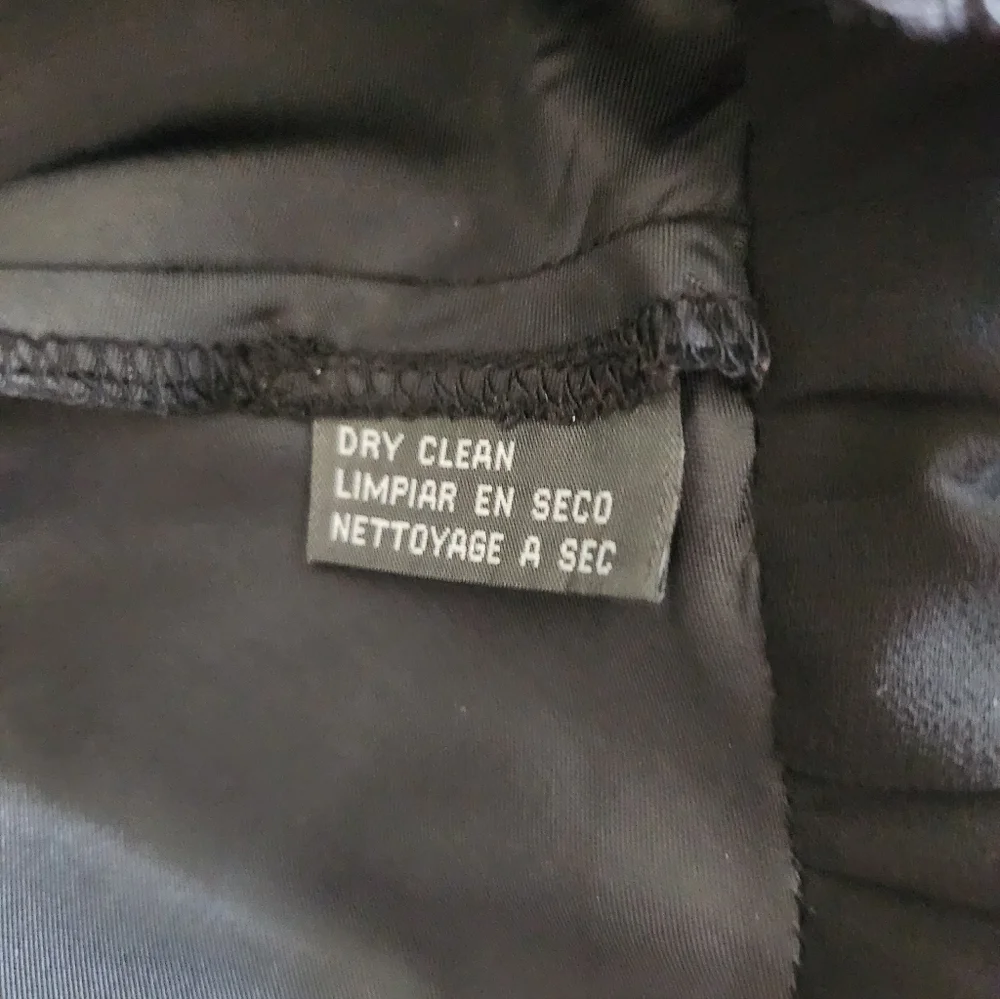 DRY CLEAN
LIMPIAR EN SECO
NETTOYAGE A SEC